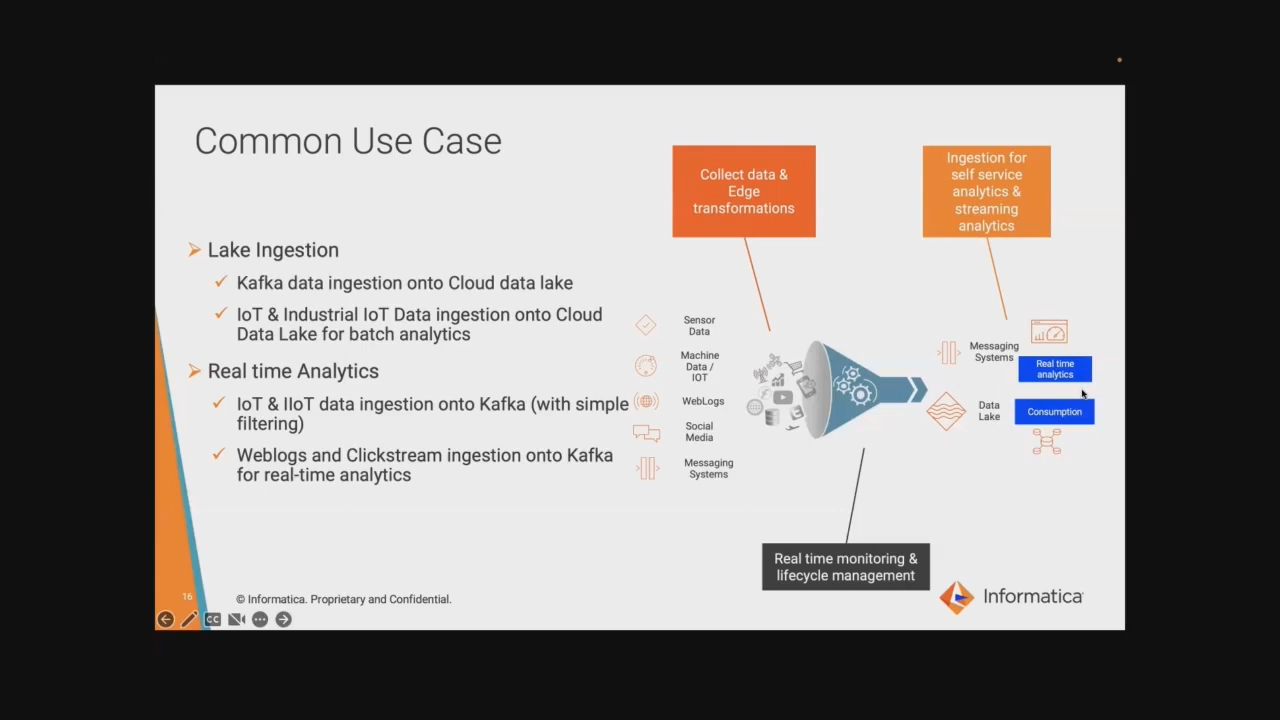 Common Use Case
Collect data &
Edge
transformations
Ingestion for
self service
analytics &
streaming
analytics
Lake Ingestion
Kafka data ingestion onto Cloud data lake
IoT & Industrial IoT Data ingestion onto Cloud
Data Lake for batch analytics
Real time Analytics
IoT & IIoT data ingestion onto Kafka (with simple
filtering)
Weblogs and Clickstream ingestion onto Kafka
for real-time analytics
Sensor
Data
Machine
Data /
IOT
WebLogs
Social
Media
Messaging
Systems
Messaging
Systems
Real time
analytics
Data
Lake
Consumption
Real time monitoring &
lifecycle management
16
© Informatica. Proprietary and Confidential.
CC
Informatica